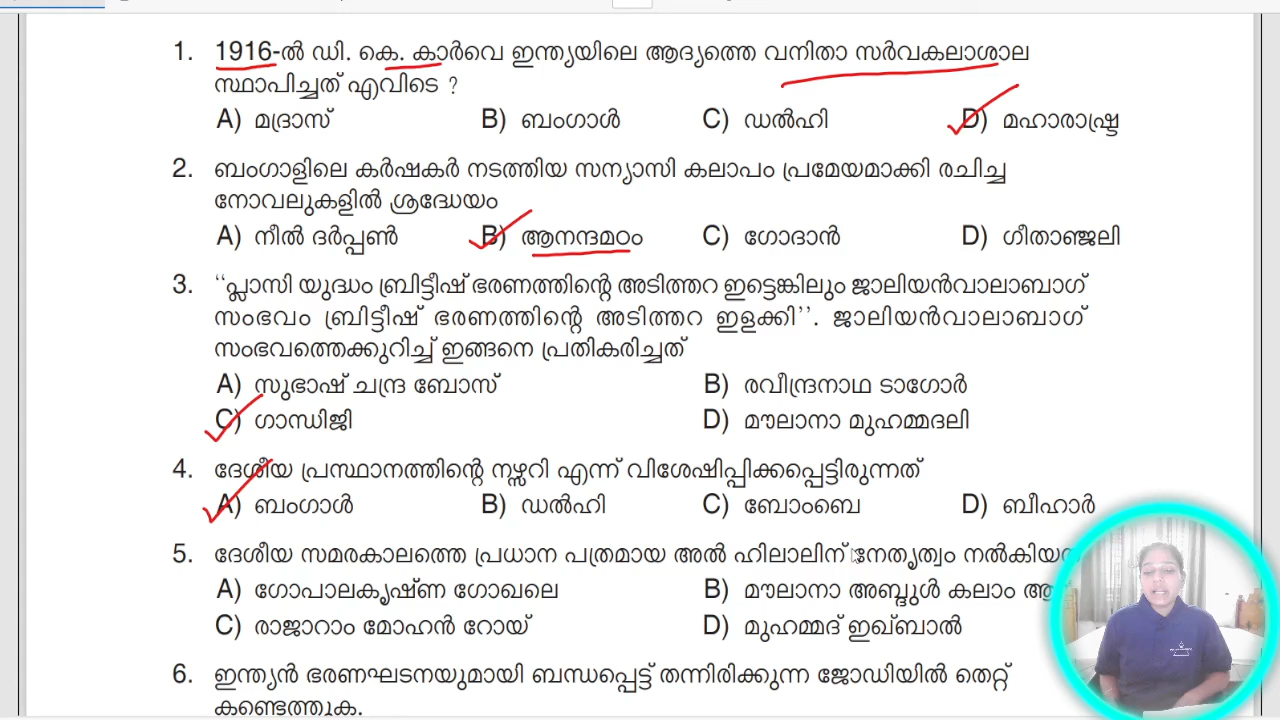 1. 1916-ൽ ഡി. കെ. കാർവെ ഇന്ത്യയിലെ ആദ്യത്തെ വനിതാ സർവകലാശാല
സ്ഥാപിച്ചത് എവിടെ ?
A) മദ്രാസ് B) ബംഗാൾ C) ഡൽഹി D) മഹാരാഷ്ട്ര
2. ബംഗാളിലെ കർഷകർ നടത്തിയ സന്യാസി കലാപം പ്രമേയമാക്കി രചിച്ച
നോവലുകളിൽ ശ്രദ്ധേയം
A) നീൽ ദർപ്പൺ B) ആനന്ദമഠം C) ഗോദാൻ D) ഗീതാഞ്ജലി
3. ‘‘പ്ലാസി യുദ്ധം ബ്രിട്ടീഷ് ഭരണത്തിന്റെ അടിത്തറ ഇട്ടെങ്കിലും ജാലിയൻവാലാബാഗ്
സംഭവം ബ്രിട്ടീഷ് ഭരണത്തിന്റെ അടിത്തറ ഇളക്കി’’. ജാലിയൻവാലാബാഗ്
സംഭവത്തെക്കുറിച്ച് ഇങ്ങനെ പ്രതികരിച്ചത്
A) സുഭാഷ് ചന്ദ്ര ബോസ് B) രവീന്ദ്രനാഥ ടാഗോർ
C) ഗാന്ധിജി D) മൗലാനാ മുഹമ്മദലി
4. ദേശീയ പ്രസ്ഥാനത്തിന്റെ നഴ്സറി എന്ന് വിശേഷിപ്പിക്കപ്പെട്ടിരുന്നത്
A) ബംഗാൾ B) ഡൽഹി C) ബോംബെ D) ബീഹാർ
5. ദേശീയ സമരകാലത്തെ പ്രധാന പത്രമായ അൽ ഹിലാലിന് നേതൃത്വം
A) ഗോപാലകൃഷ്ണ ഗോഖലെ B) മൗലാനാ അബ്ദുൾ കലാം
C) രാജാറാം മോഹൻ റോയ് D) മുഹമ്മദ് ഇഖ്ബാൽ
6. ഇന്ത്യൻ ഭരണഘടനയുമായി ബന്ധപ്പെട്ട് തന്നിരിക്കുന്ന ജോഡിയിൽ തെറ്റ്
കണ്ടെത്തുക.